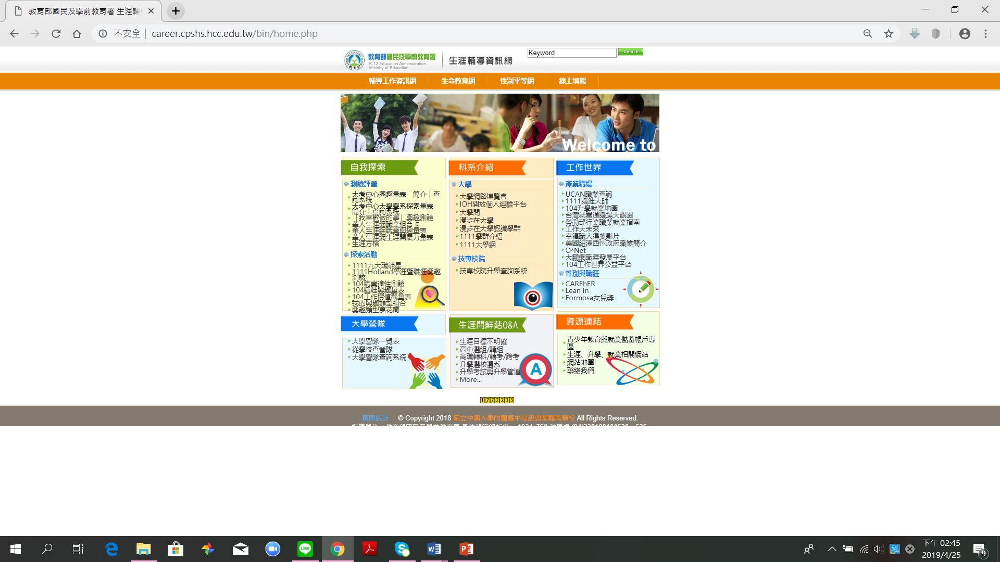 教育部國民及學前教育署 生涯輔
不安全 | career.cpshs.hcc.edu.tw/bin/home.php
教育部國民及學前教育署
K-12 Education Administration
Ministry of Education
生涯輔導資訊網
Keyword
Search
輔導工作資訊網 生命教育網 性別平等網 線上填報
Welcome to
自我探索
測驗評量
大考中心興趣量表 簡介 | 查
詢系統
大考中心大學學系探索量表
簡介 | 查詢系統
「我喜歡做的事」興趣測驗
華人生涯網職業組合卡
華人生涯網職業興趣量表
華人生涯網生涯開展力量表
生涯方格
探索活動
1111九大職能星
1111Holland學涯暨職涯興趣
測驗
104職業適性測驗
104職涯興趣量表
104工作價值觀量表
我的興趣類型組合
興趣類型萬花筒
科系介紹
大學
大學網路博覽會
IOH開放個人經驗平台
大學問
漫步在大學
漫步在大學認識學群
1111學群介紹
1111大學網
技專校院
技專校院升學查詢系統
工作世界
產業職場
UCAN職業查詢
1111職涯大師
104升學就業地圖
台灣就業通職場大觀園
勞動部行業職業就業指南
工作大未來
幸福職人得獎影片
美國紐澤西州政府職業簡介
O*Net
大鵬網職涯發展平台
104工作世界公益平台
性別與職涯
CAREhER
Lean In
Formosa女兒獎
大學營隊
大學營隊一覽表
從學校查營隊
大學營隊查詢系統
生涯問鮮菇Q&A
生涯目標不明確
高中選組/轉組
高職轉科/轉考/跨考
升學選校選系
升學考試與升學管道
More...
A
資源連結
青少年教育與就業儲蓄帳戶專
區
生涯、升學、就業相關網站
網站地圖
聯絡我們
1772233
頁面統計 © Copyright 2018 國立中興大學附屬臺中高級農業職業學校 All Rights Reserved.
下午 02:45
2019/4/25
9